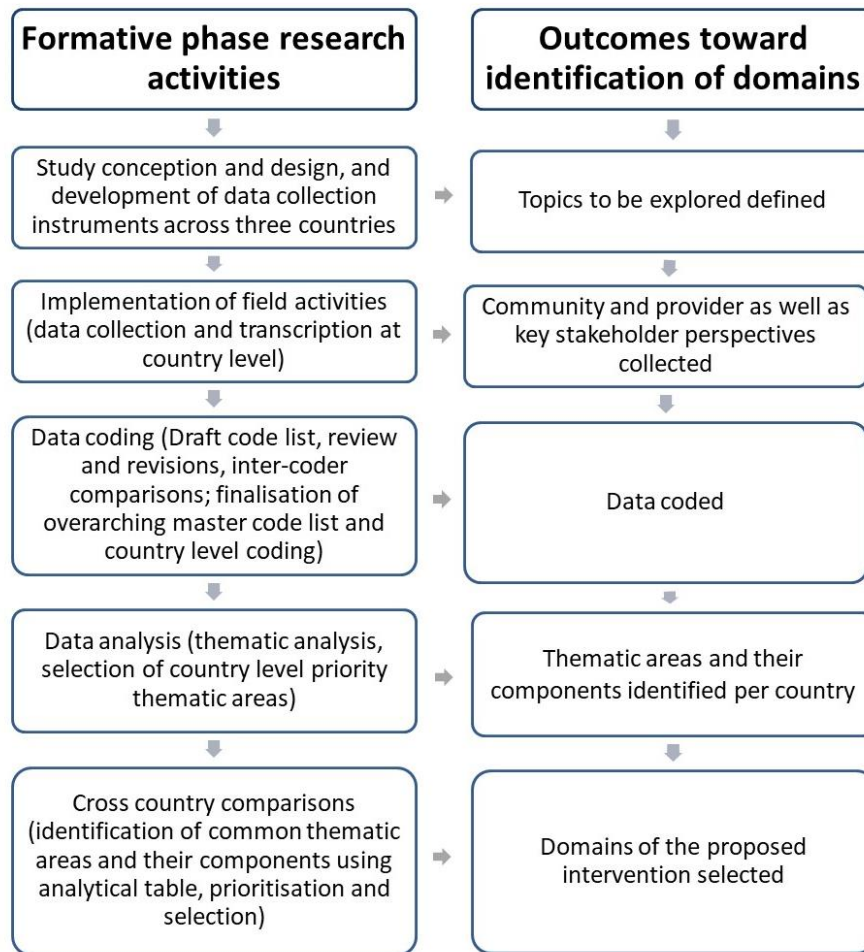 Formative phase research
activities
Outcomes toward
identification of domains
Study conception and design, and
development of data collection
instruments across three countries
Topics to be explored defined
Implementation of field activities
(data collection and transcription at
country level)
Community and provider as well as
key stakeholder perspectives
collected
Data coding (Draft code list, review
and revisions, inter-coder
comparisons; finalisation of
overarching master code list and
country level coding)
Data coded
Data analysis (thematic analysis,
selection of country level priority
thematic areas)
Thematic areas and their
components identified per country
Cross country comparisons
(identification of common thematic
areas and their components using
analytical table, prioritisation and
selection)
Domains of the proposed
intervention selected